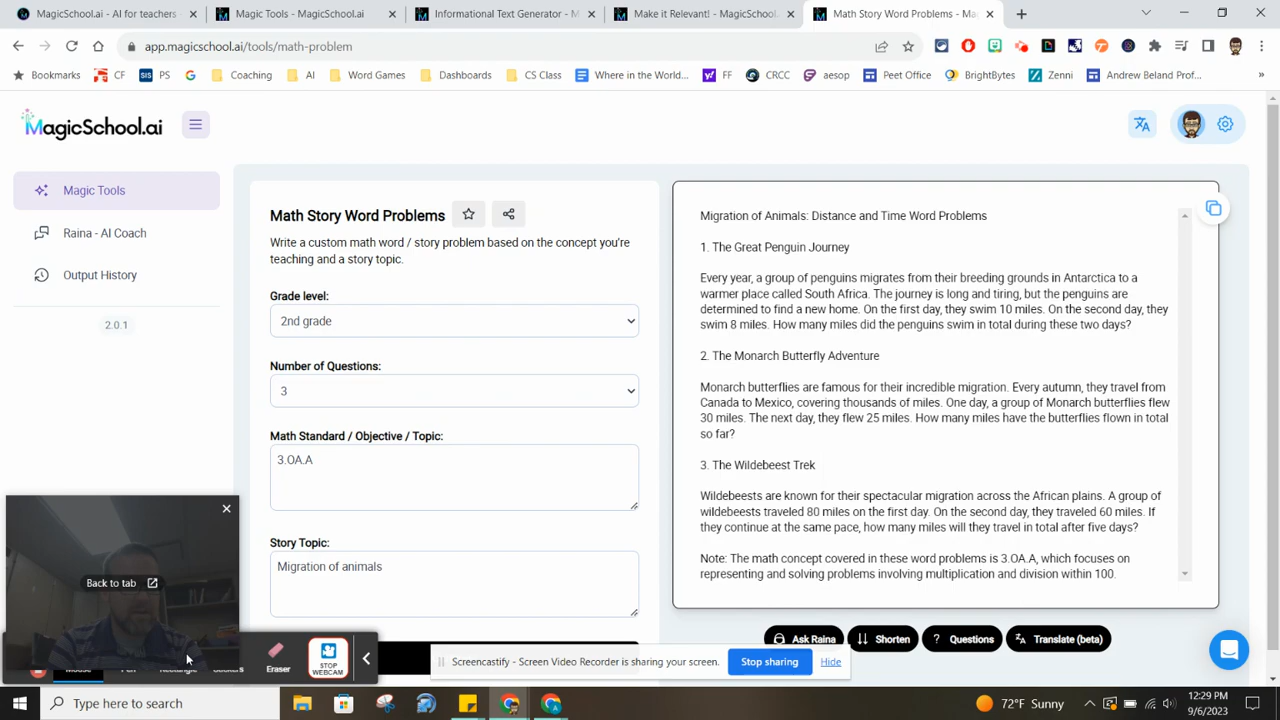 MagicSchool.ai - AI for teachers
Magic Tools - MagicSchool.ai
Informational Text Generator - M
Make it Relevant! - MagicSchool.
Math Story Word Problems - Ma
app.magicschool.ai/tools/math-problem
Bookmarks
CF
PS
Coaching
AI
Word Games
Dashboards
CS Class
Where in the World...
FF
CRCC
aesop
Peet Office
BrightBytes
Zenni
Andrew Beland Prof...
»
MagicSchool.ai
Magic Tools
Raina - AI Coach
Output History
2.0.1
Math Story Word Problems
Write a custom math word / story problem based on the concept you're
teaching and a story topic.
Grade level:
2nd grade
Number of Questions:
3
Math Standard / Objective / Topic:
3.OA.A
Story Topic:
Migration of animals
Migration of Animals: Distance and Time Word Problems
1. The Great Penguin Journey
Every year, a group of penguins migrates from their breeding grounds in Antarctica to a
warmer place called South Africa. The journey is long and tiring, but the penguins are
determined to find a new home. On the first day, they swim 10 miles. On the second day, they
swim 8 miles. How many miles did the penguins swim in total during these two days?
2. The Monarch Butterfly Adventure
Monarch butterflies are famous for their incredible migration. Every autumn, they travel from
Canada to Mexico, covering thousands of miles. One day, a group of Monarch butterflies flew
30 miles. The next day, they flew 25 miles. How many miles have the butterflies flown in total
so far?
3. The Wildebeest Trek
Wildebeests are known for their spectacular migration across the African plains. A group of
wildebeests traveled 80 miles on the first day. On the second day, they traveled 60 miles. If
they continue at the same pace, how many miles will they travel in total after five days?
Note: The math concept covered in these word problems is 3.OA.A, which focuses on
representing and solving problems involving multiplication and division within 100.
Ask Raina
Shorten
? Questions
Translate (beta)
Back to tab
Eraser
STOP
WEBCAM
Screencastify - Screen Video Recorder is sharing your screen.
Stop sharing
Hide
Type here to search
72°F Sunny
12:29 PM
9/6/2023